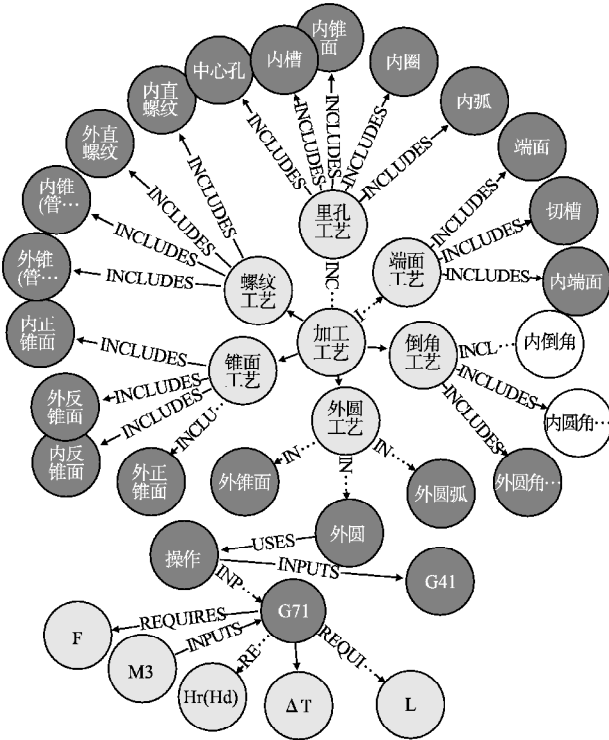 内锥
面
内槽
中心孔
内圈
内直
螺纹
内弧
外直
螺纹
端面
内锥
(管…
切槽
外锥
(管…
内端面
内正
锥面
内倒角
外反
锥面
内圆角…
内反
锥面
外正
锥面
外锥面
外圆弧
外圆角…
INCLUDES
INCLUDES
INCLUDES
INCLUDES
INCLUDES
里孔
工艺
INC
INCLUDES
INCLUDES
INCLUDES
端面
工艺
I
INCLUDES
INCLUDES
INCLUDES
INCLUDES
螺纹
工艺
加工
工艺
倒角
工艺
INCL
INCLUDES
INCLUDES
INCLUDES
INCLUDES
INCLUDES
INCLU
锥面
工艺
外圆
工艺
IN
IN
IN
外圆
USES
操作
INPUTS
G41
INP
G71
REQUIRES
F
INPUTS
M3
RE
Hr(Hd)
ΔT
REQUI
L